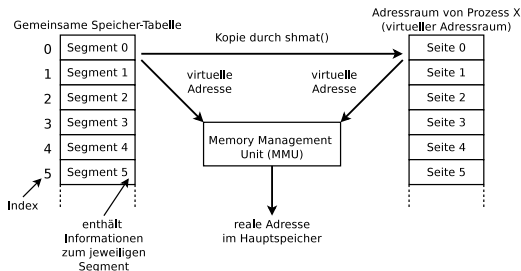 Gemeinsame Speicher-Tabelle
0 Segment 0
1 Segment 1
2 Segment 2
3 Segment 3
4 Segment 4
5 Segment 5
Index
enthält
Informationen
zum jeweiligen
Segment
Kopie durch shmat()
virtuelle
Adresse
virtuelle
Adresse
Memory Management
Unit (MMU)
reale Adresse
im Hauptspeicher
Adressraum von Prozess X
(virtueller Adressraum)
Seite 0
Seite 1
Seite 2
Seite 3
Seite 4
Seite 5